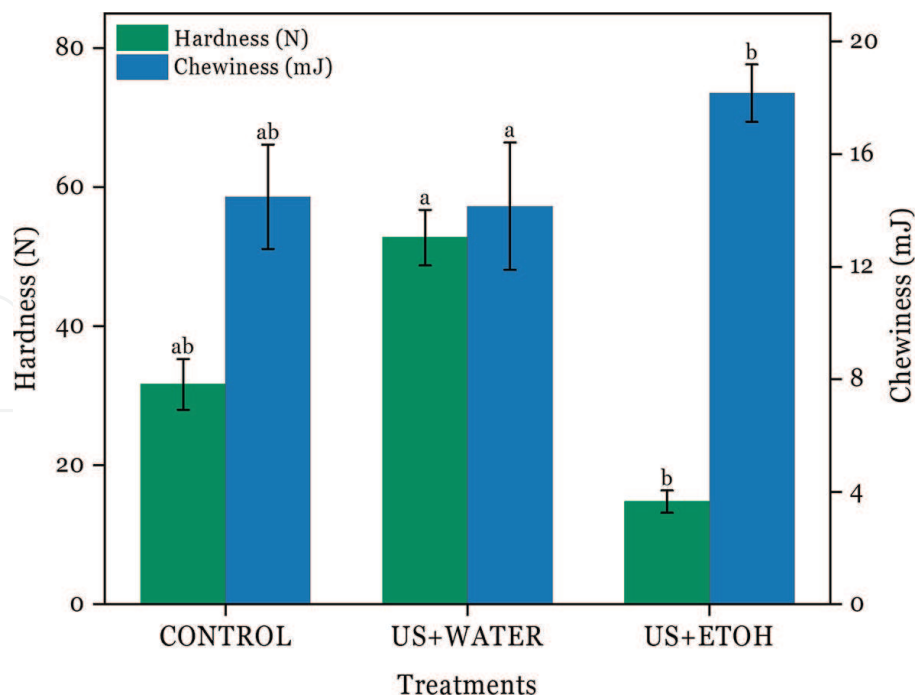 Hardness (N)
Chewiness (mJ)
80
60
40
20
0
Hardness (N)
20
16
12
8
4
0
Chewiness (mJ)
ab
ab
a
a
b
b
CONTROL
US+WATER
US+ETOH
Treatments